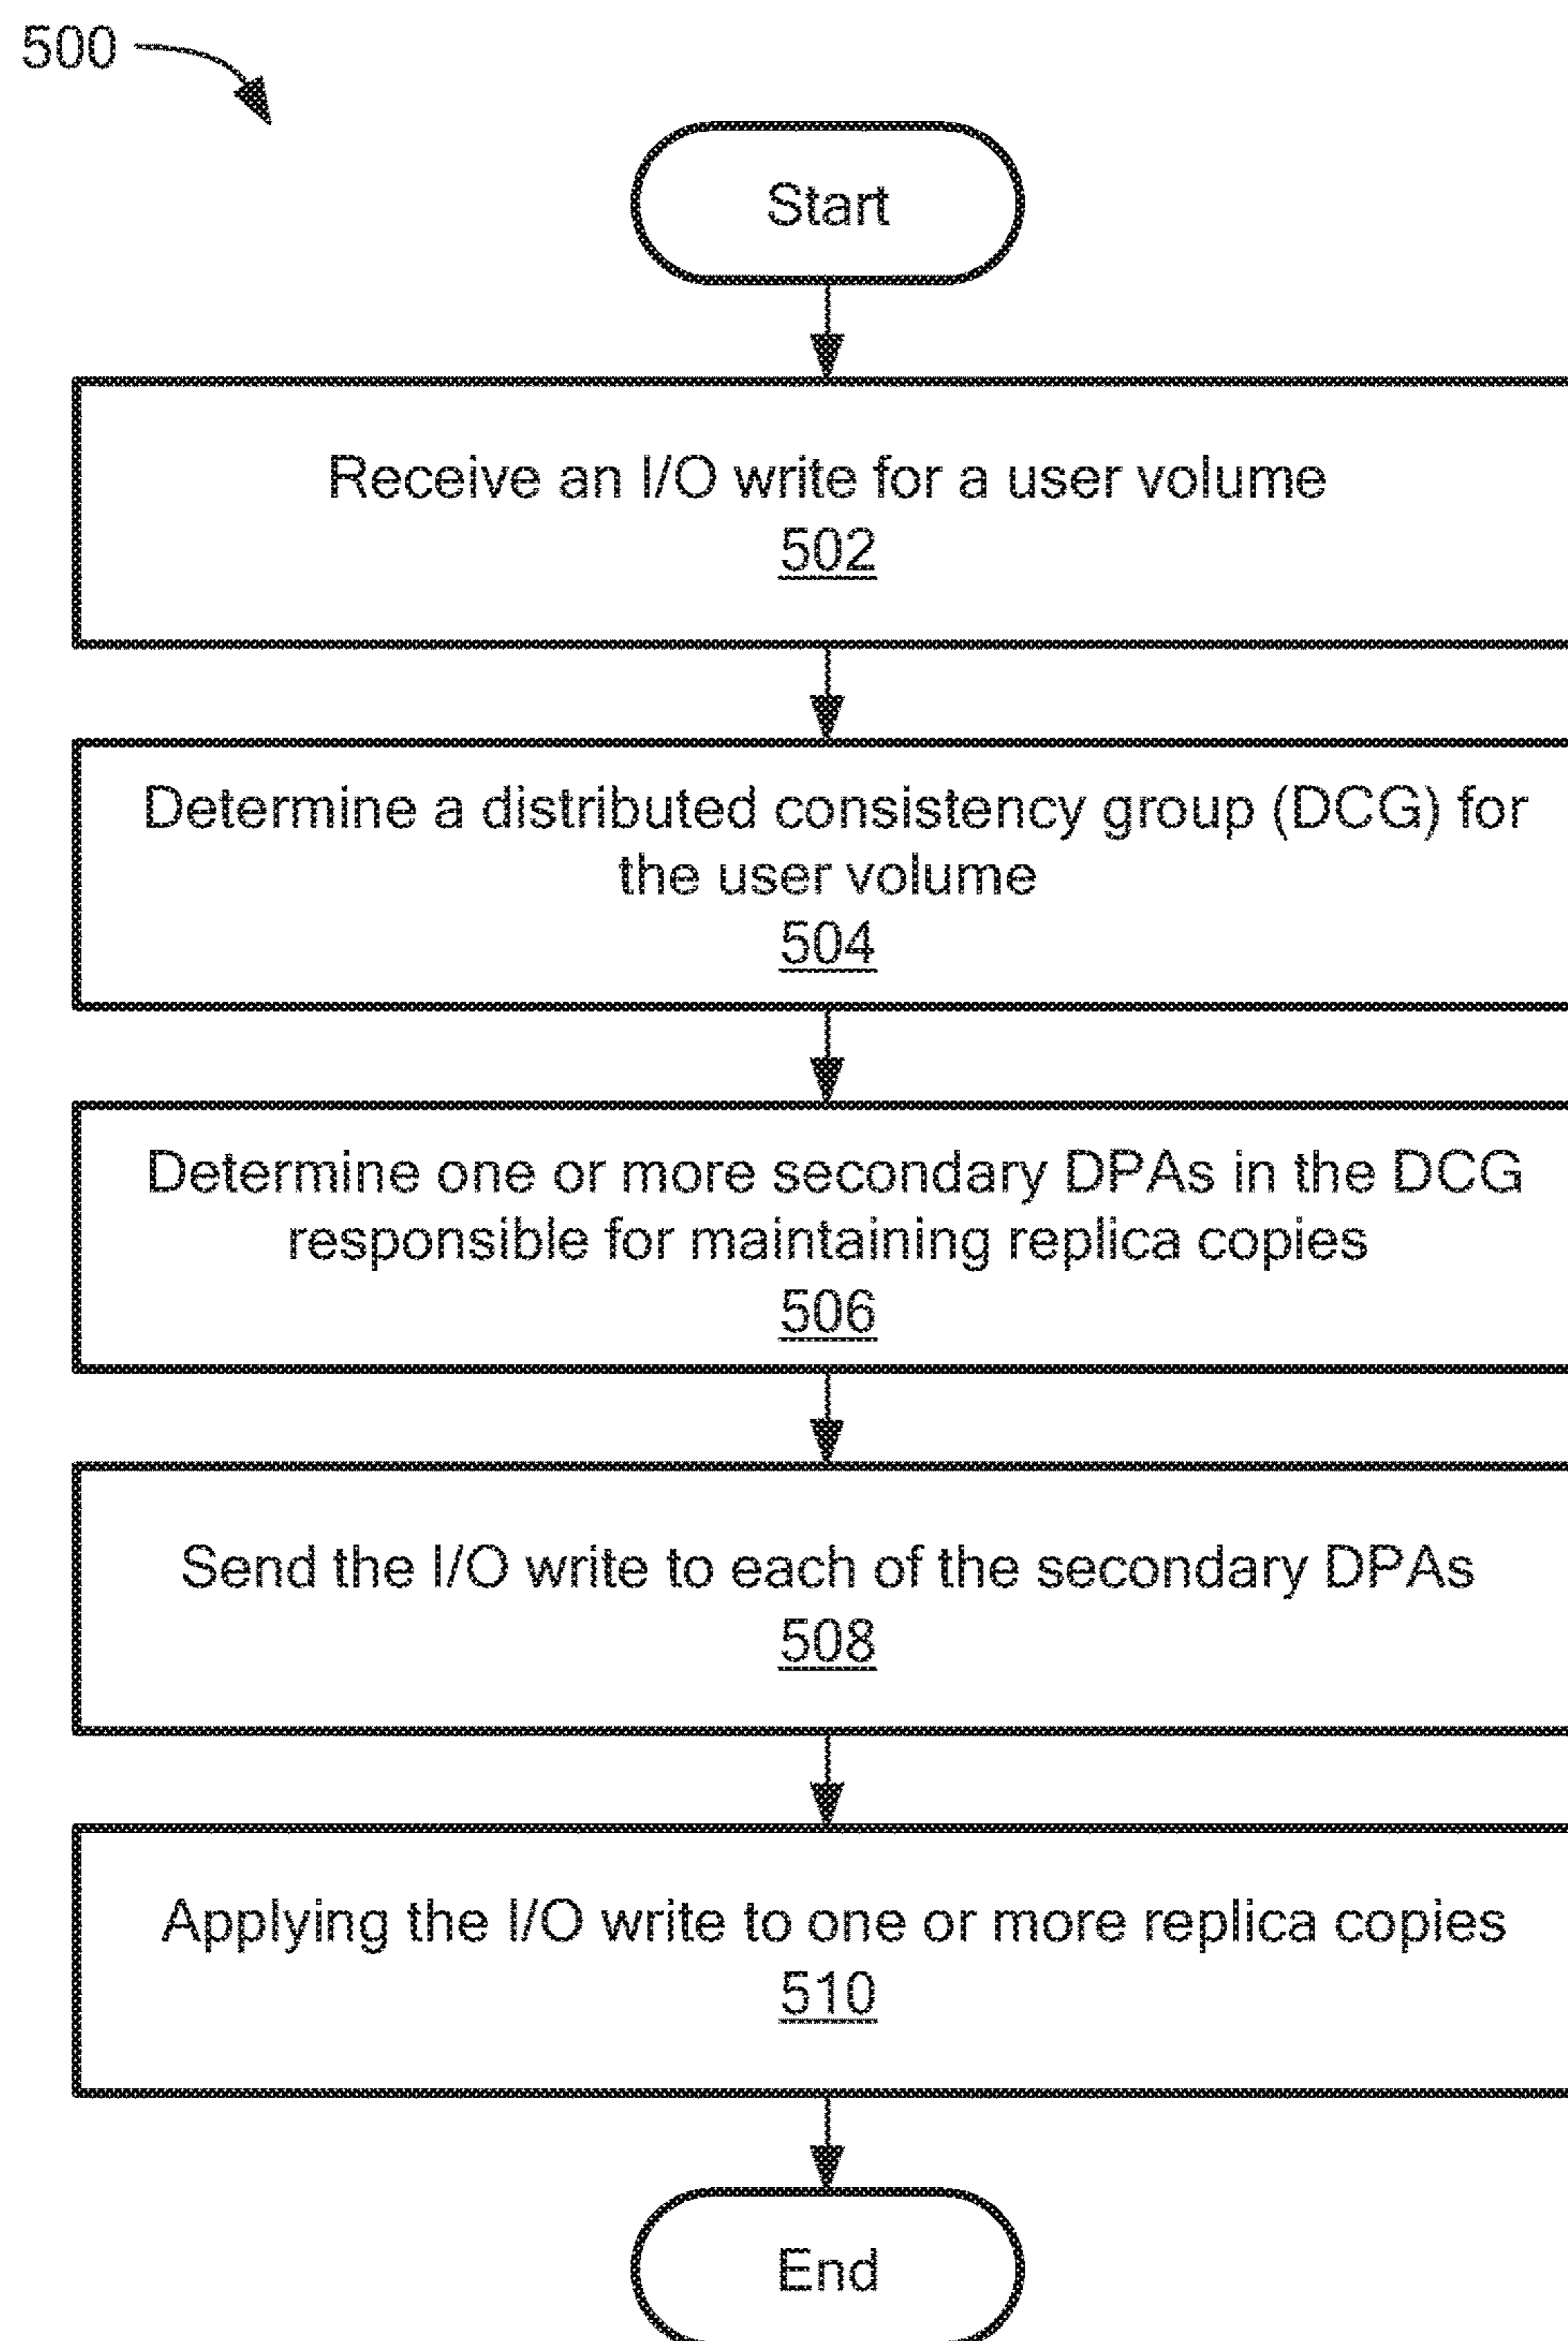 500
Start
Receive an I/O write for a user volume
502
Determine a distributed consistency group (DCG) for
the user volume
504
Determine one or more secondary DPAs in the DCG
responsible for maintaining replica copies
506
Send the I/O write to each of the secondary DPAs
508
Applying the I/O write to one or more replica copies
510
End